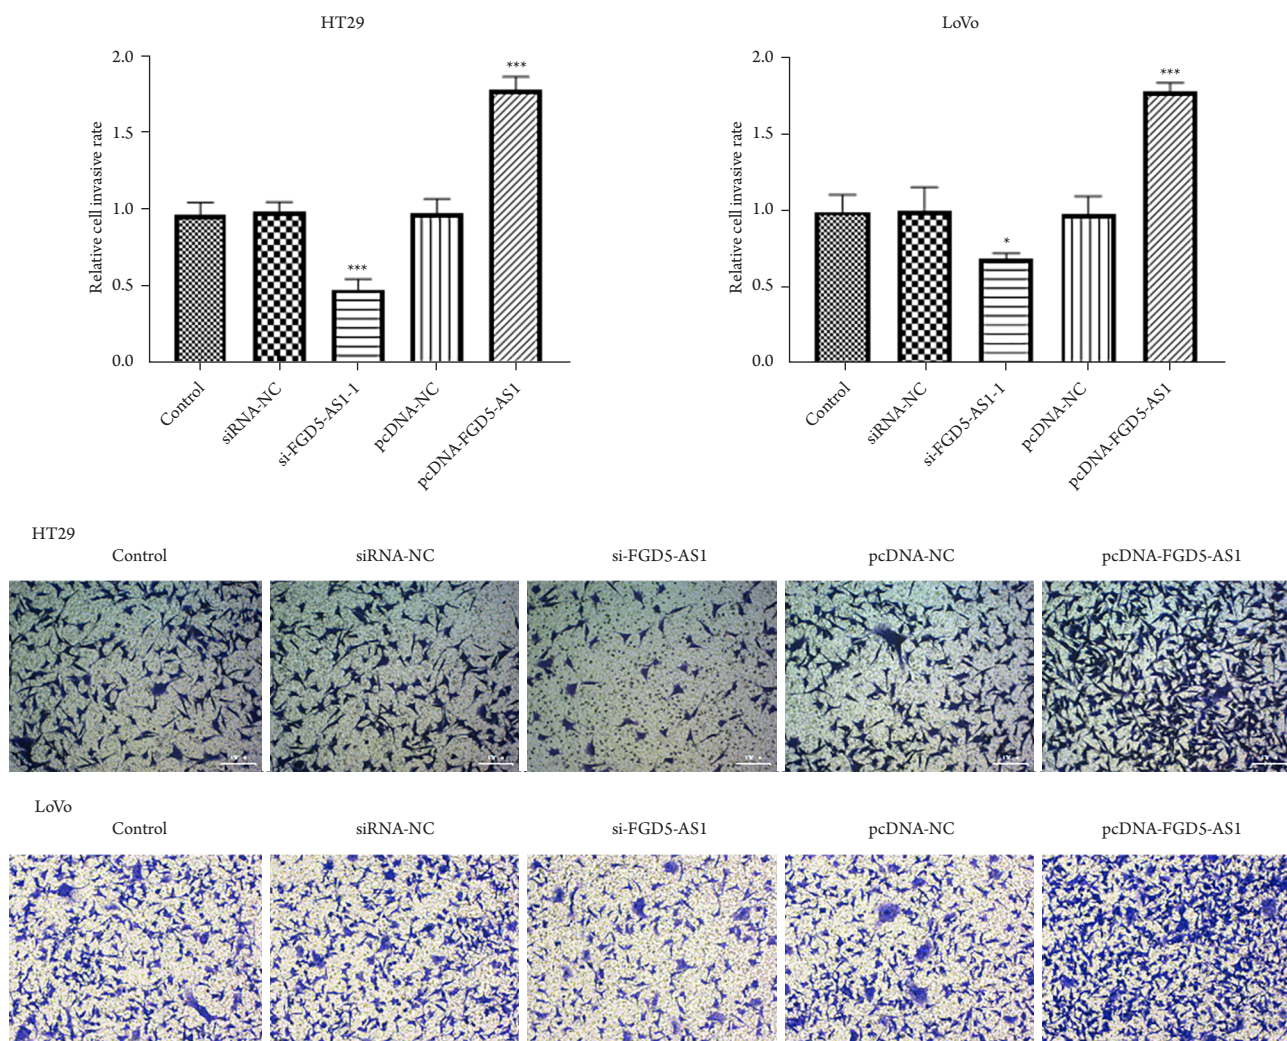 HT29
2.0
1.5
1.0
0.5
0.0
Relative cell invasive rate
***
***
Control
siRNA-NC
si-FGD5-AS1-1
pcDNA-NC
pcDNA-FGD5-AS1
LoVo
2.0
1.5
1.0
0.5
0.0
Relative cell invasive rate
*
***
Control
siRNA-NC
si-FGD5-AS1-1
pcDNA-NC
pcDNA-FGD5-AS1
HT29
Control
siRNA-NC
si-FGD5-AS1
pcDNA-NC
pcDNA-FGD5-AS1
LoVo
Control
siRNA-NC
si-FGD5-AS1
pcDNA-NC
pcDNA-FGD5-AS1